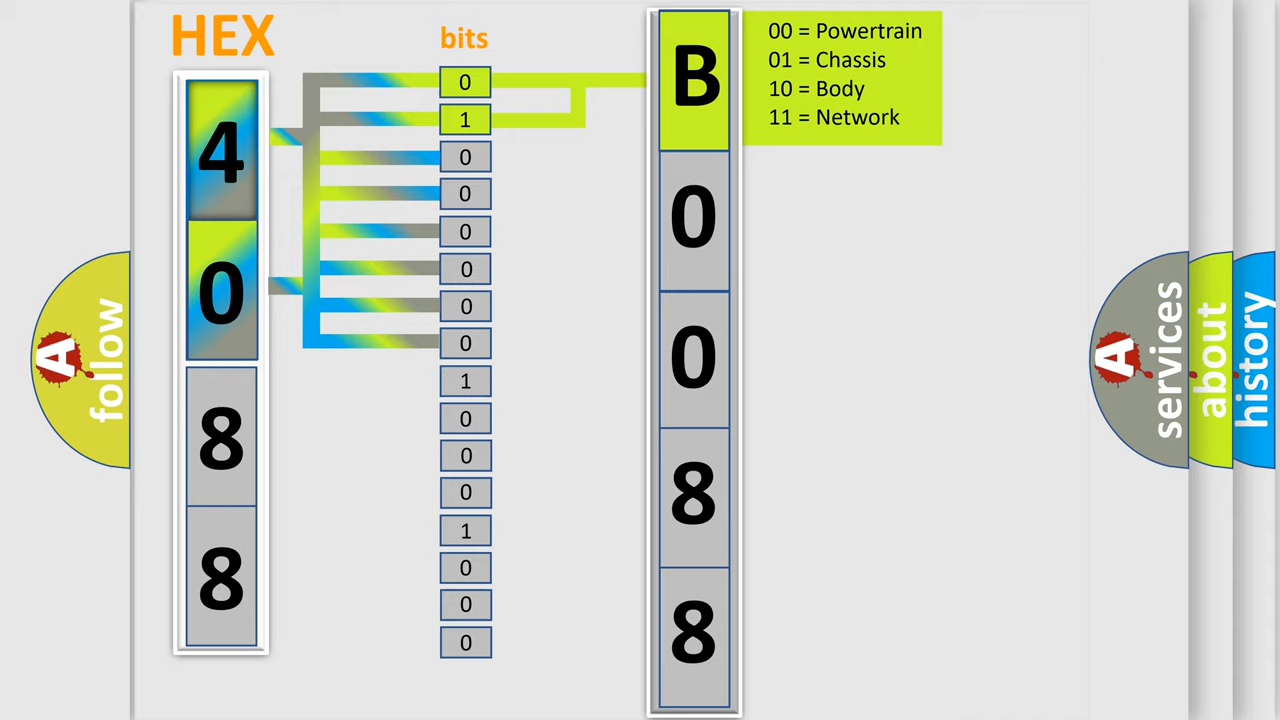 HEX
bits
4
0
8
8
0
1
0
0
0
0
0
0
1
0
0
0
1
0
0
0
B
0
0
8
8
00 = Powertrain
01 = Chassis
10 = Body
11 = Network
A follow
A services
about
history